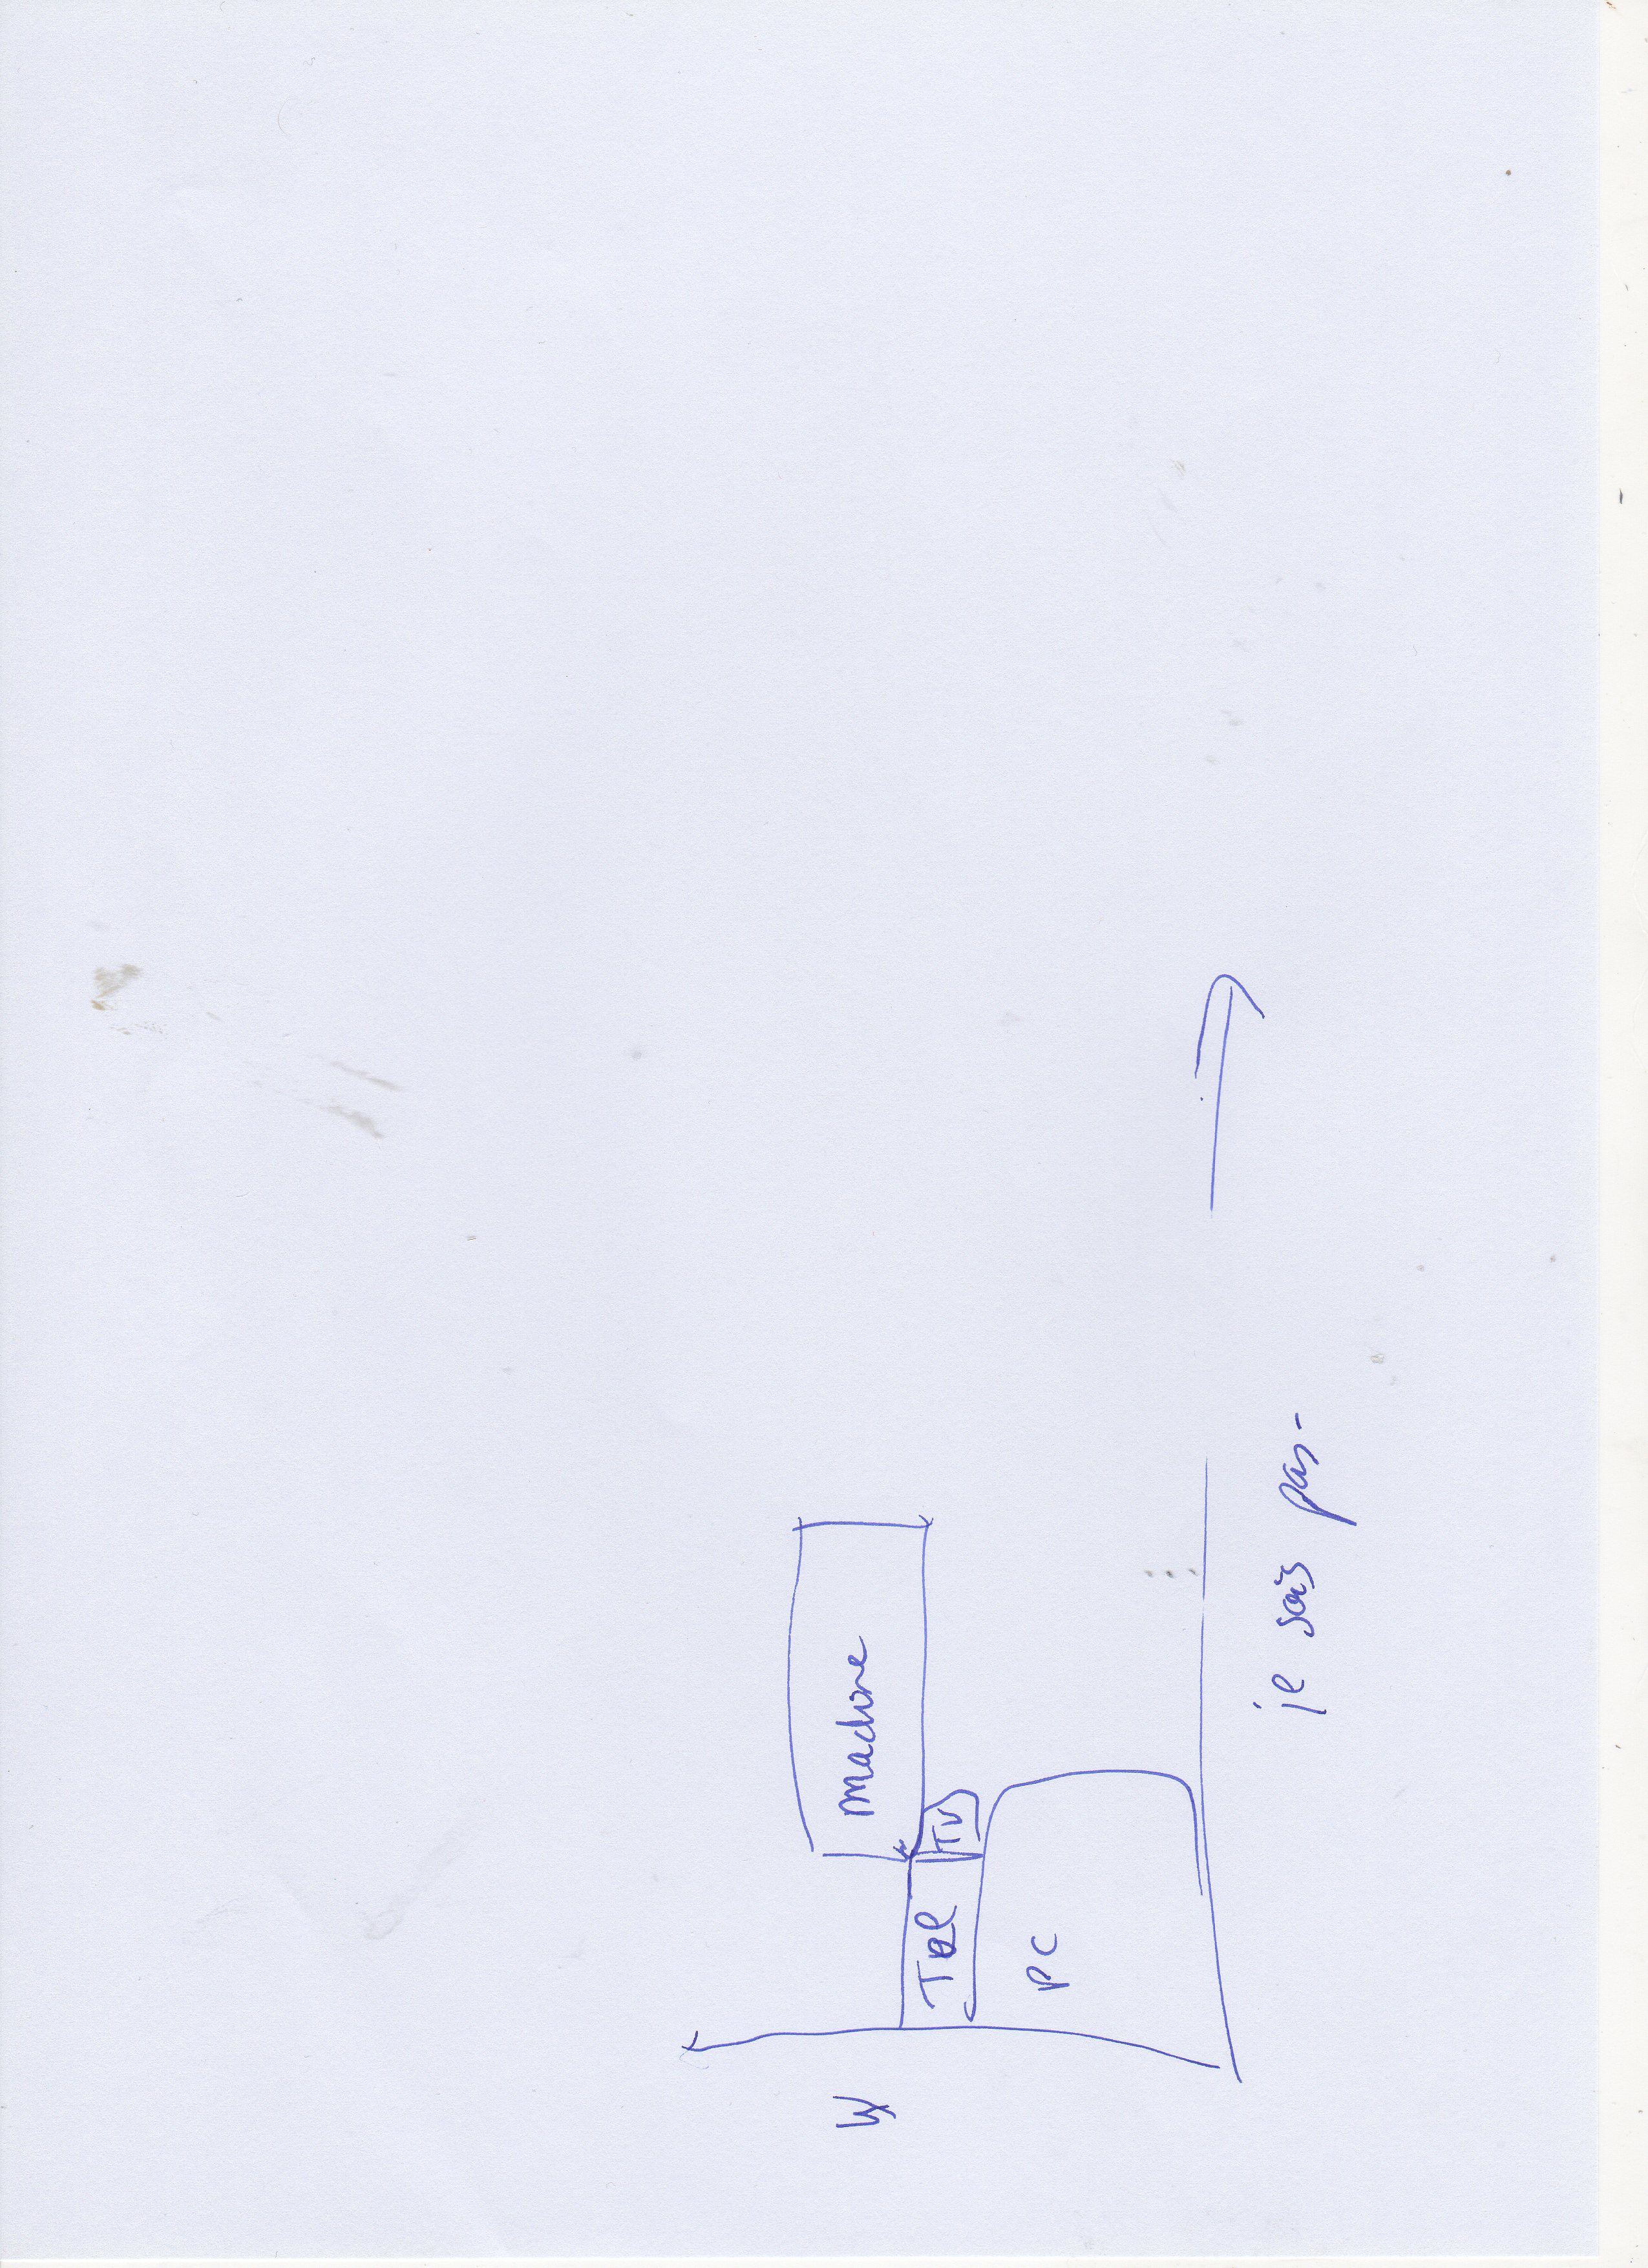 machine
W
Tel
TV
PC
je sais pas-